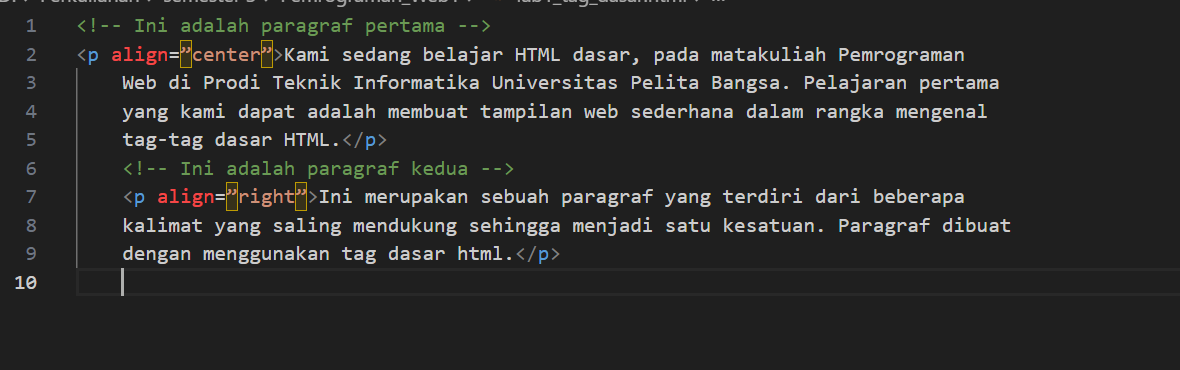 1 <!-- Ini adalah paragraf pertama -->
2 <p align=”center”>Kami sedang belajar HTML dasar, pada matakuliah Pemrograman
3 Web di Prodi Teknik Informatika Universitas Pelita Bangsa. Pelajaran pertama
4 yang kami dapat adalah membuat tampilan web sederhana dalam rangka mengenal
5 tag-tag dasar HTML.</p>
6 <!-- Ini adalah paragraf kedua -->
7 <p align=”right”>Ini merupakan sebuah paragraf yang terdiri dari beberapa
8 kalimat yang saling mendukung sehingga menjadi satu kesatuan. Paragraf dibuat
9 dengan menggunakan tag dasar html.</p>
10